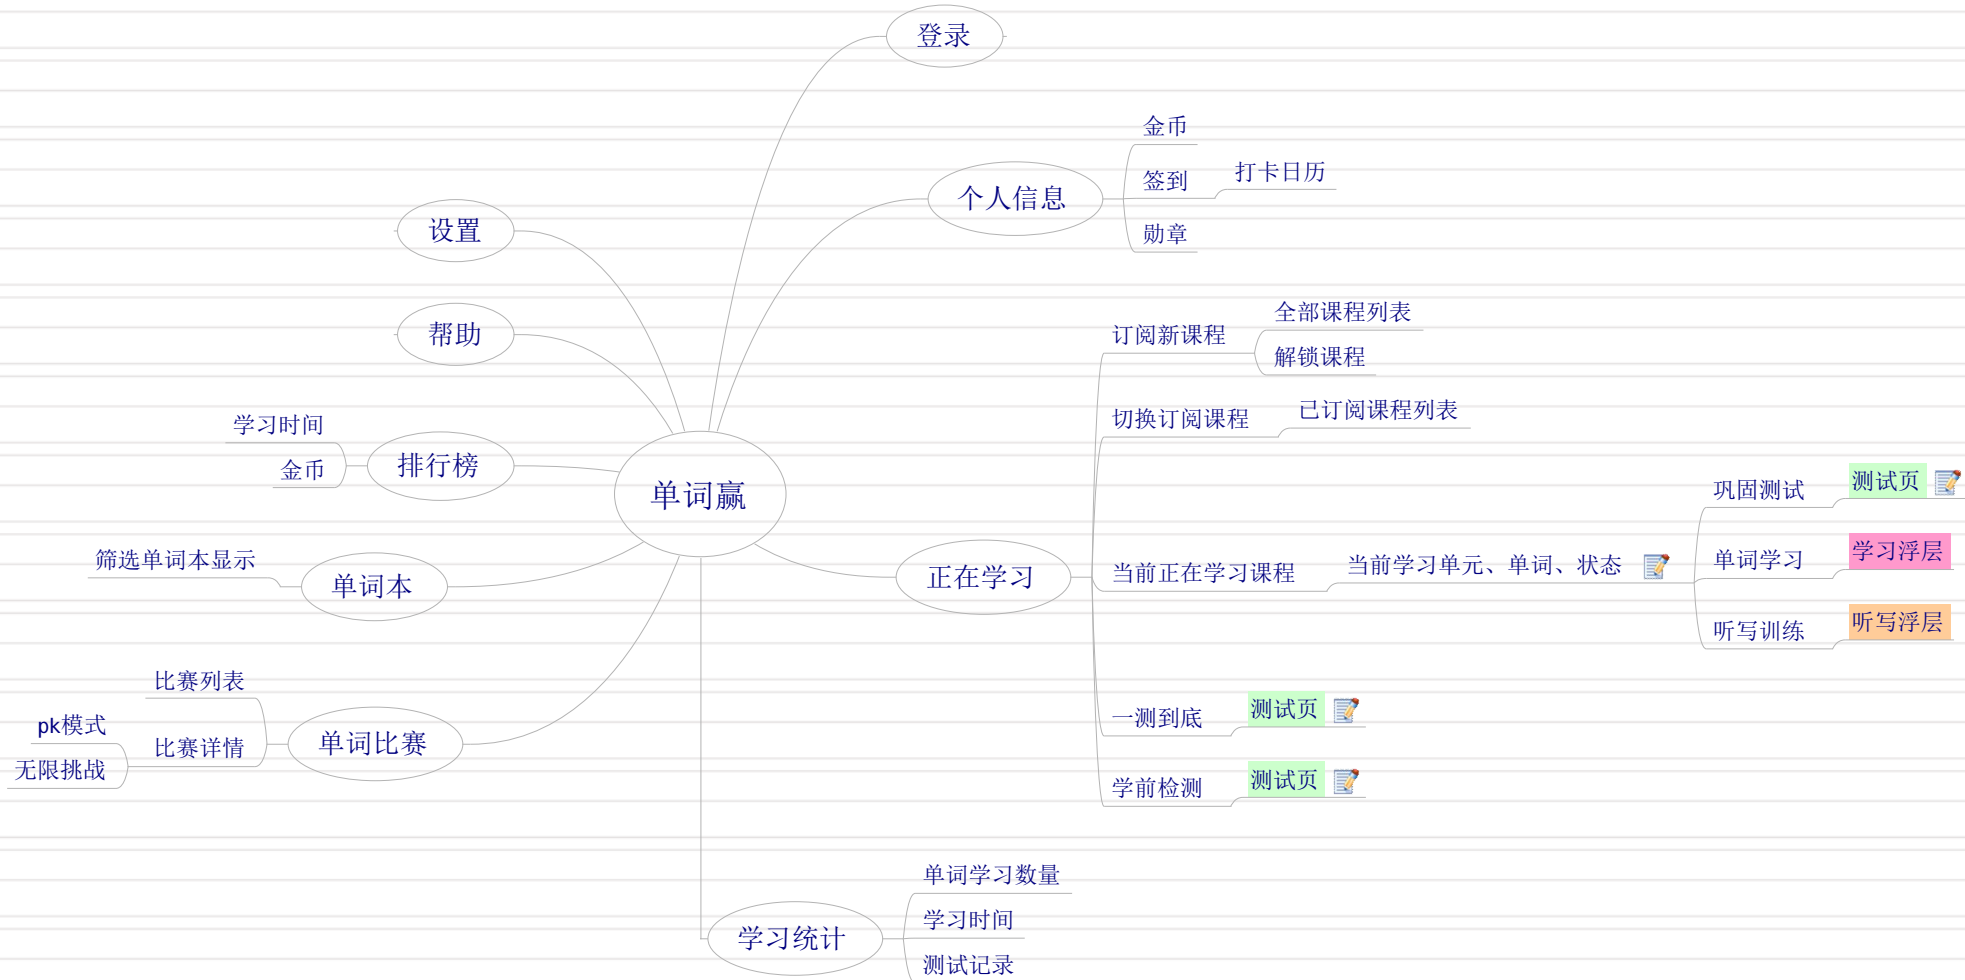 登录
金币
签到
打卡日历
勋章
个人信息
设置
帮助
学习时间
金币
排行榜
单词赢
筛选单词本显示
单词本
比赛列表
pk模式
无限挑战
比赛详情
单词比赛
正在学习
订阅新课程
全部课程列表
解锁课程
切换订阅课程
已订阅课程列表
当前正在学习课程
当前学习单元、单词、状态
巩固测试
测试页
单词学习
学习浮层
听写训练
听写浮层
一测到底
测试页
学前检测
测试页
学习统计
单词学习数量
学习时间
测试记录